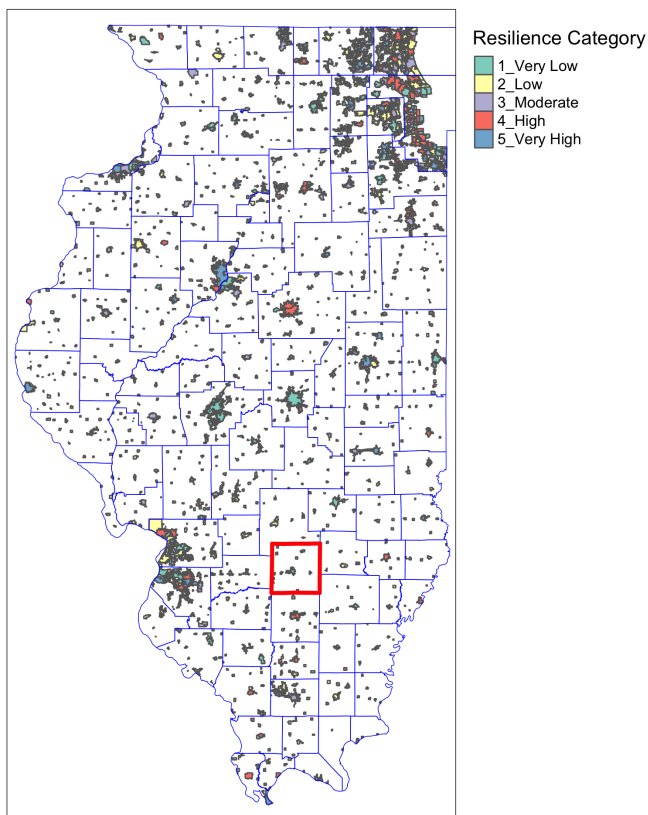 Resilience Category
1_Very Low
2_Low
3_Moderate
4_High
5_Very High